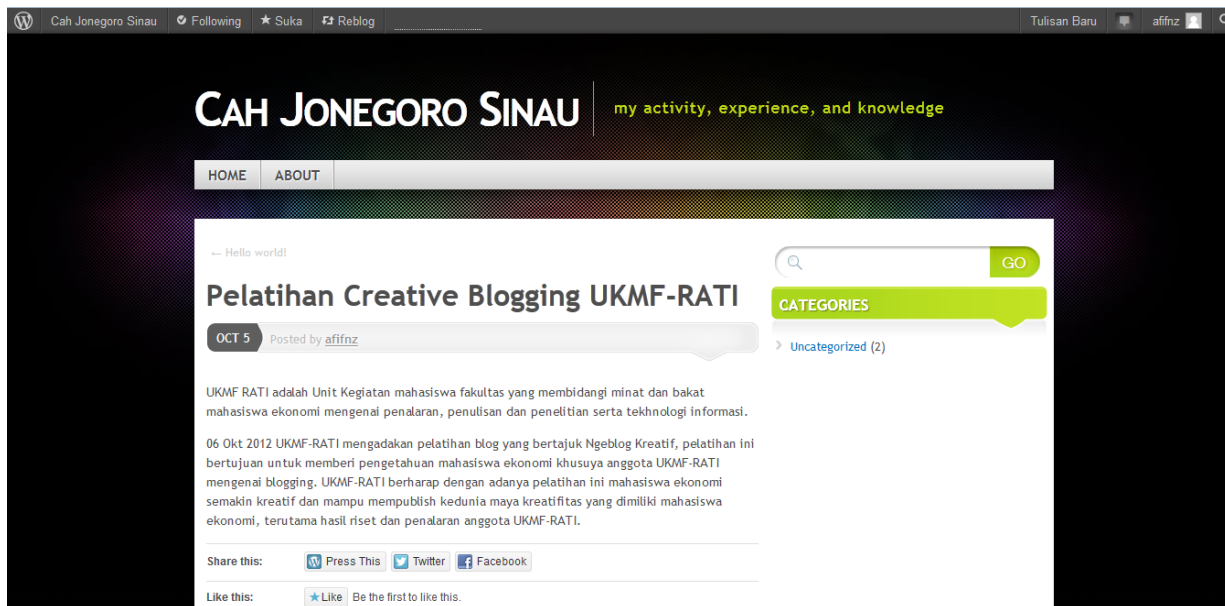 Cah Jonegoro Sinau Following Suka Reblog Tulisan Baru afifnz
CAH JONEGORO SINAU my activity, experience, and knowledge
HOME ABOUT
← Hello world!
GO
Pelatihan Creative Blogging UKMF-RATI
CATEGORIES
OCT 5 Posted by afifnz
Uncategorized (2)
UKMF RATI adalah Unit Kegiatan mahasiswa fakultas yang membidangi minat dan bakat
mahasiswa ekonomi mengenai penalaran, penulisan dan penelitian serta tekhnologi informasi.
06 Okt 2012 UKMF-RATI mengadakan pelatihan blog yang bertajuk Ngeblog Kreatif, pelatihan ini
bertujuan untuk memberi pengetahuan mahasiswa ekonomi khusuya anggota UKMF-RATI
mengenai blogging. UKMF-RATI berharap dengan adanya pelatihan ini mahasiswa ekonomi
semakin kreatif dan mampu mempublish kedunia maya kreatifitas yang dimiliki mahasiswa
ekonomi, terutama hasil riset dan penalaran anggota UKMF-RATI.
Share this: Press This Twitter Facebook
Like this: Like Be the first to like this.